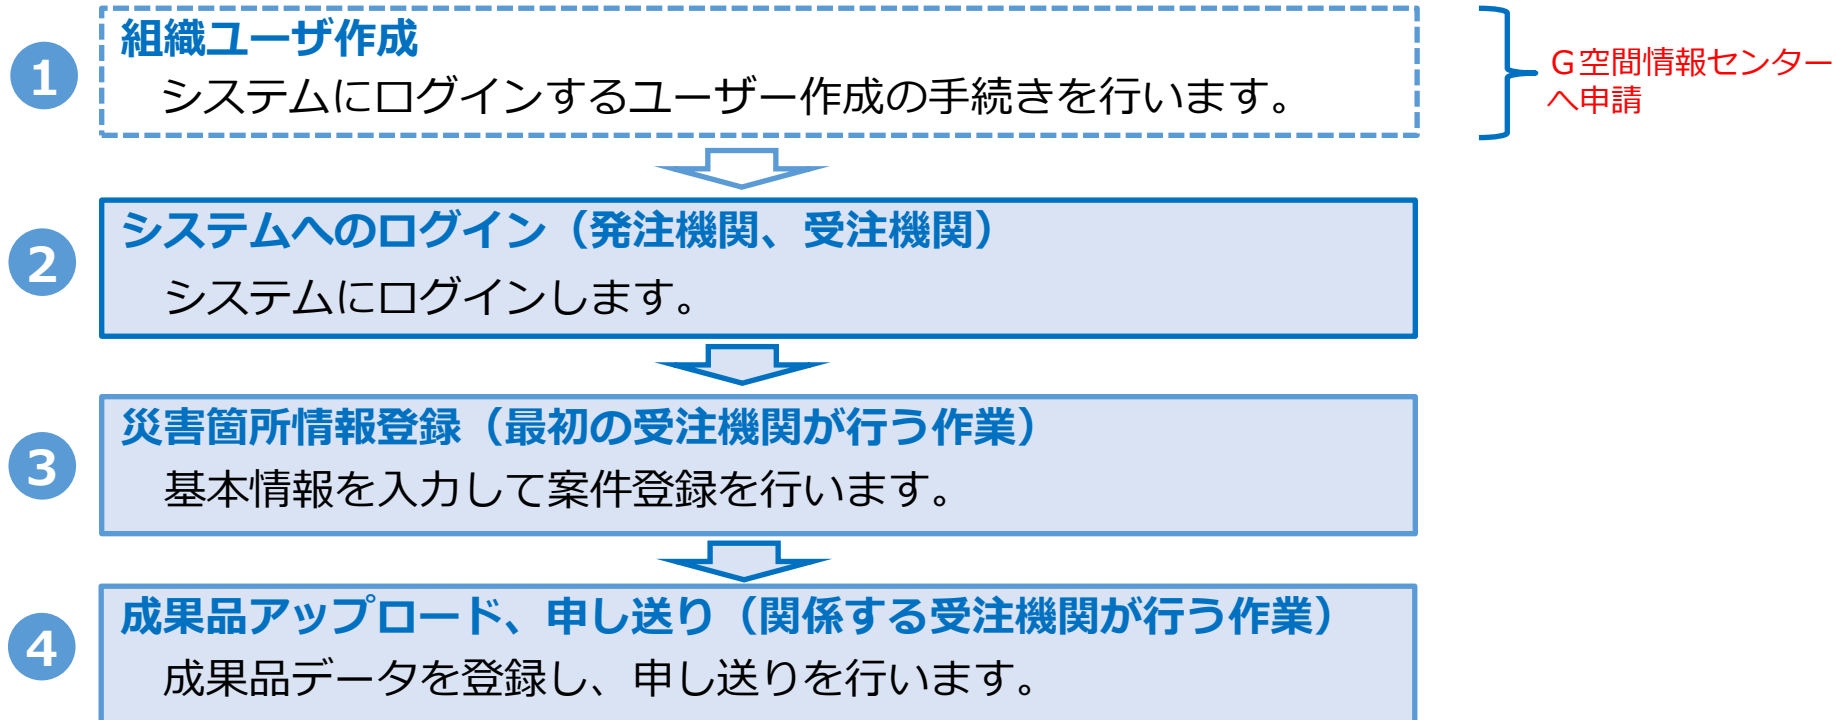 組織ユーザ作成
1
システムにログインするユーザー作成の手続きを行います。
Ｇ空間情報センター
へ申請
システムへのログイン（発注機関、受注機関）
2
システムにログインします。
災害箇所情報登録（最初の受注機関が行う作業）
3
基本情報を入力して案件登録を行います。
成果品アップロード、申し送り（関係する受注機関が行う作業）
4
成果品データを登録し、申し送りを行います。